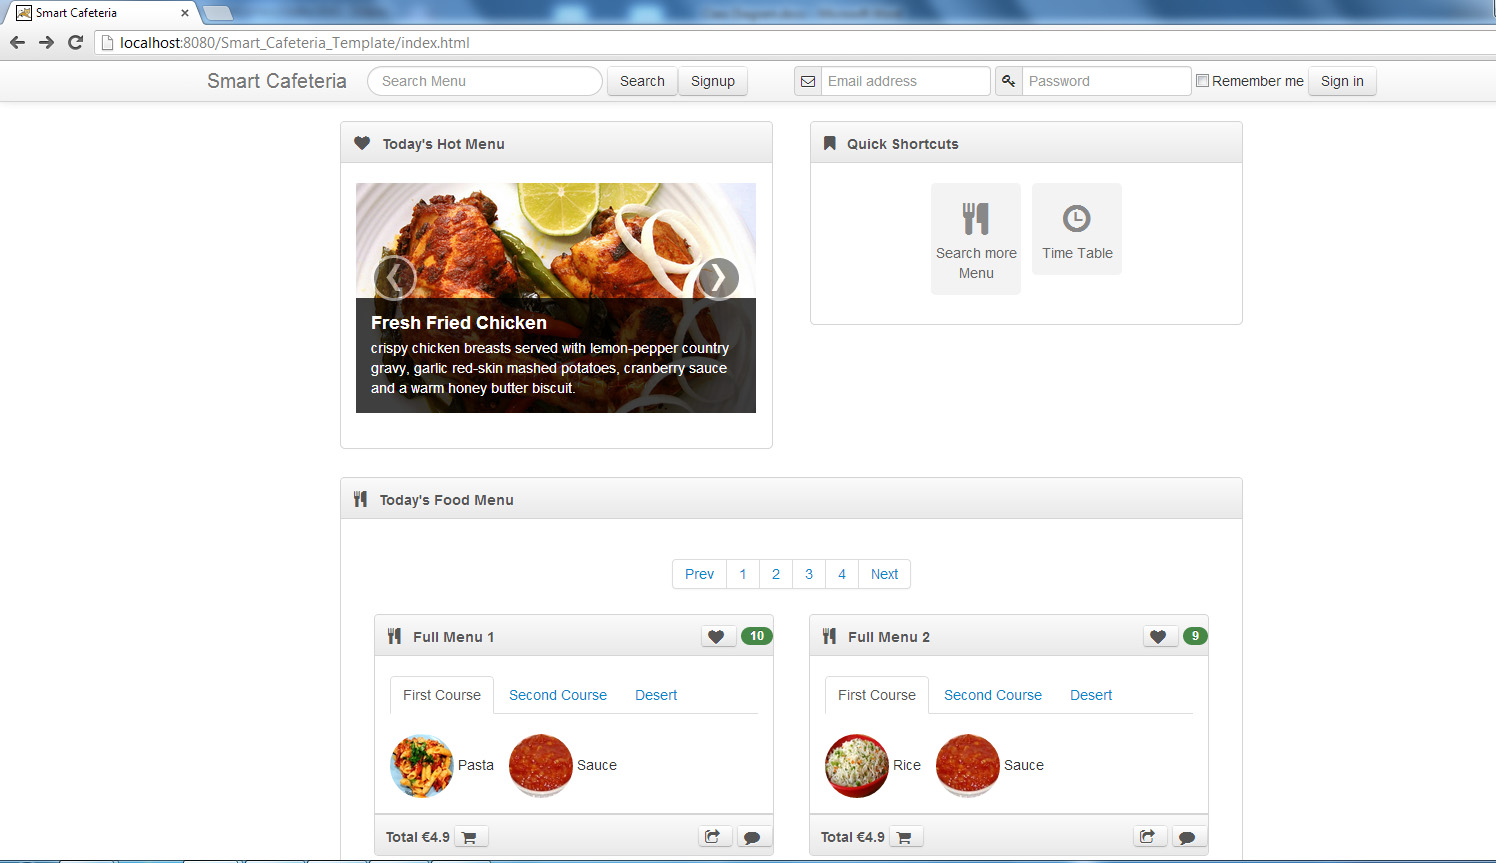 Smart Cafeteria
localhost:8080/Smart_Cafeteria_Template/index.html
Smart Cafeteria
Search Menu
Search
Signup
Email address
Password
Remember me
Sign in
Today's Hot Menu
Fresh Fried Chicken
crispy chicken breasts served with lemon-pepper country
gravy, garlic red-skin mashed potatoes, cranberry sauce
and a warm honey butter biscuit.
Quick Shortcuts
Search more
Menu
Time Table
Today's Food Menu
Prev 1 2 3 4 Next
Full Menu 1
10
First Course Second Course Desert
Pasta Sauce
Total €4.9
Full Menu 2
9
First Course Second Course Desert
Rice Sauce
Total €4.9